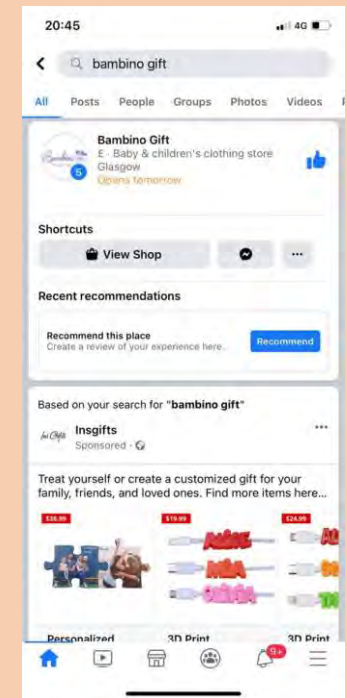 20:45
4G
bambino gift
All Posts People Groups Photos Videos
Bambino Gift
E · Baby & children's clothing store
Glasgow
Opens tomorrow
5
Shortcuts
View Shop
Recent recommendations
Recommend this place
Create a review of your experience here.
Recommend
Based on your search for "bambino gift"
Insgifts
Sponsored ·
Treat yourself or create a customized gift for your
family, friends, and loved ones. Find more items here...
$19.99 $24.99
Personalized 3D Print 3D Print
9+